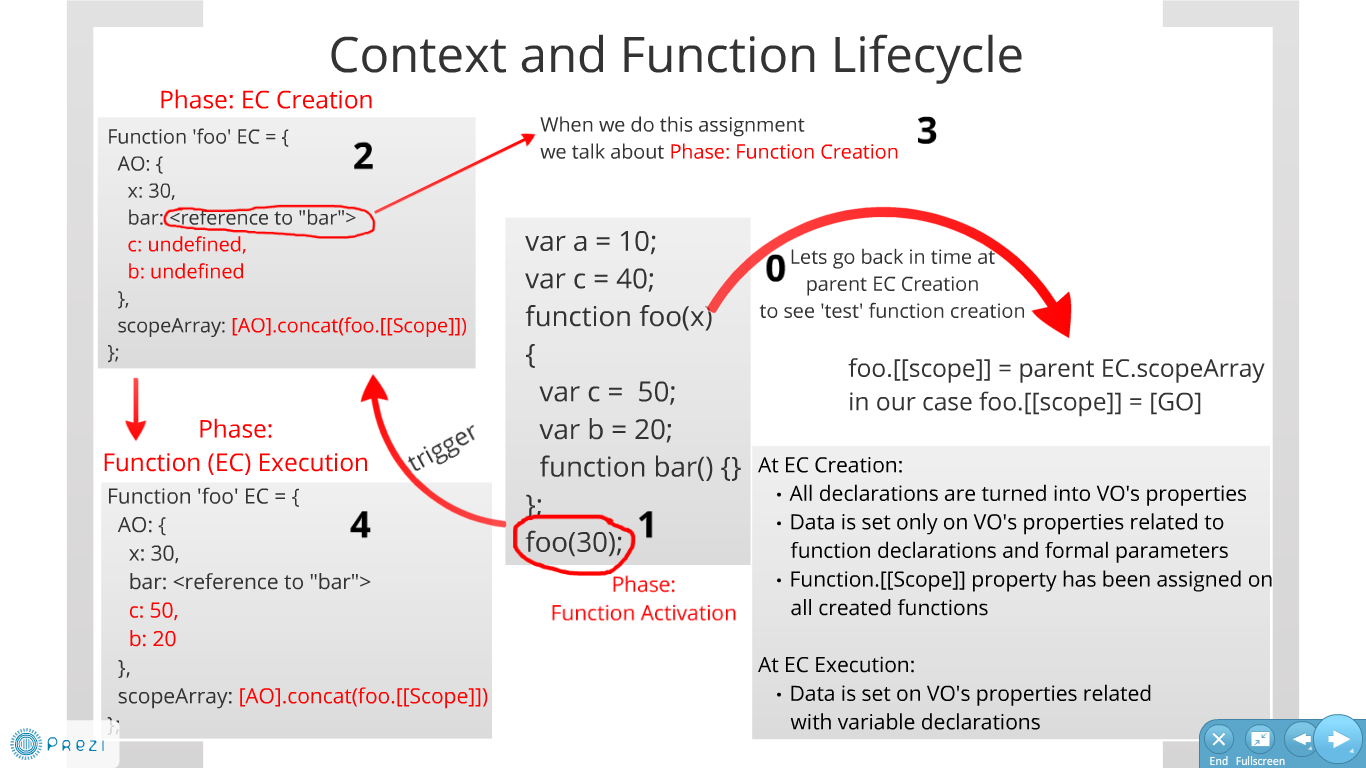 Context and Function Lifecycle
Phase: EC Creation
Function 'foo' EC = {
AO: {
x: 30,
bar: <reference to "bar">
c: undefined,
b: undefined
},
scopeArray: [AO].concat(foo.[[Scope]])
};
2
When we do this assignment
we talk about Phase: Function Creation
3
var a = 10;
var c = 40;
function foo(x)
{
var c =  50;
var b = 20;
function bar() {}
};
foo(30);
1
Phase:
Function Activation
trigger
0
Lets go back in time at
parent EC Creation
to see 'test' function creation
foo.[[scope]] = parent EC.scopeArray
in our case foo.[[scope]] = [GO]
Phase:
Function (EC) Execution
Function 'foo' EC = {
AO: {
x: 30,
bar: <reference to "bar">
c: 50,
b: 20
},
scopeArray: [AO].concat(foo.[[Scope]])
};
4
At EC Creation:
• All declarations are turned into VO's properties
• Data is set only on VO's properties related to
function declarations and formal parameters
• Function.[[Scope]] property has been assigned on
all created functions
At EC Execution:
• Data is set on VO's properties related
with variable declarations
Prezi
End Fullscreen